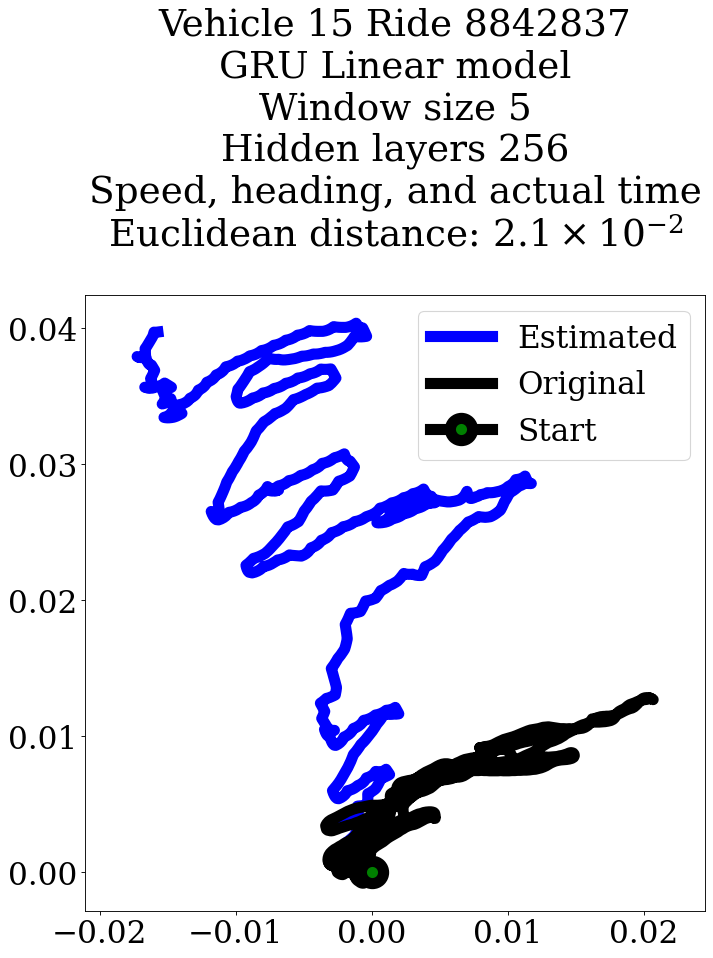 Vehicle 15 Ride 8842837
GRU Linear model
Window size 5
Hidden layers 256
Speed, heading, and actual time
Euclidean distance: 2.1 × 10⁻²
0.04
0.03
0.02
0.01
0.00
−0.02 −0.01 0.00 0.01 0.02
Estimated
Original
Start